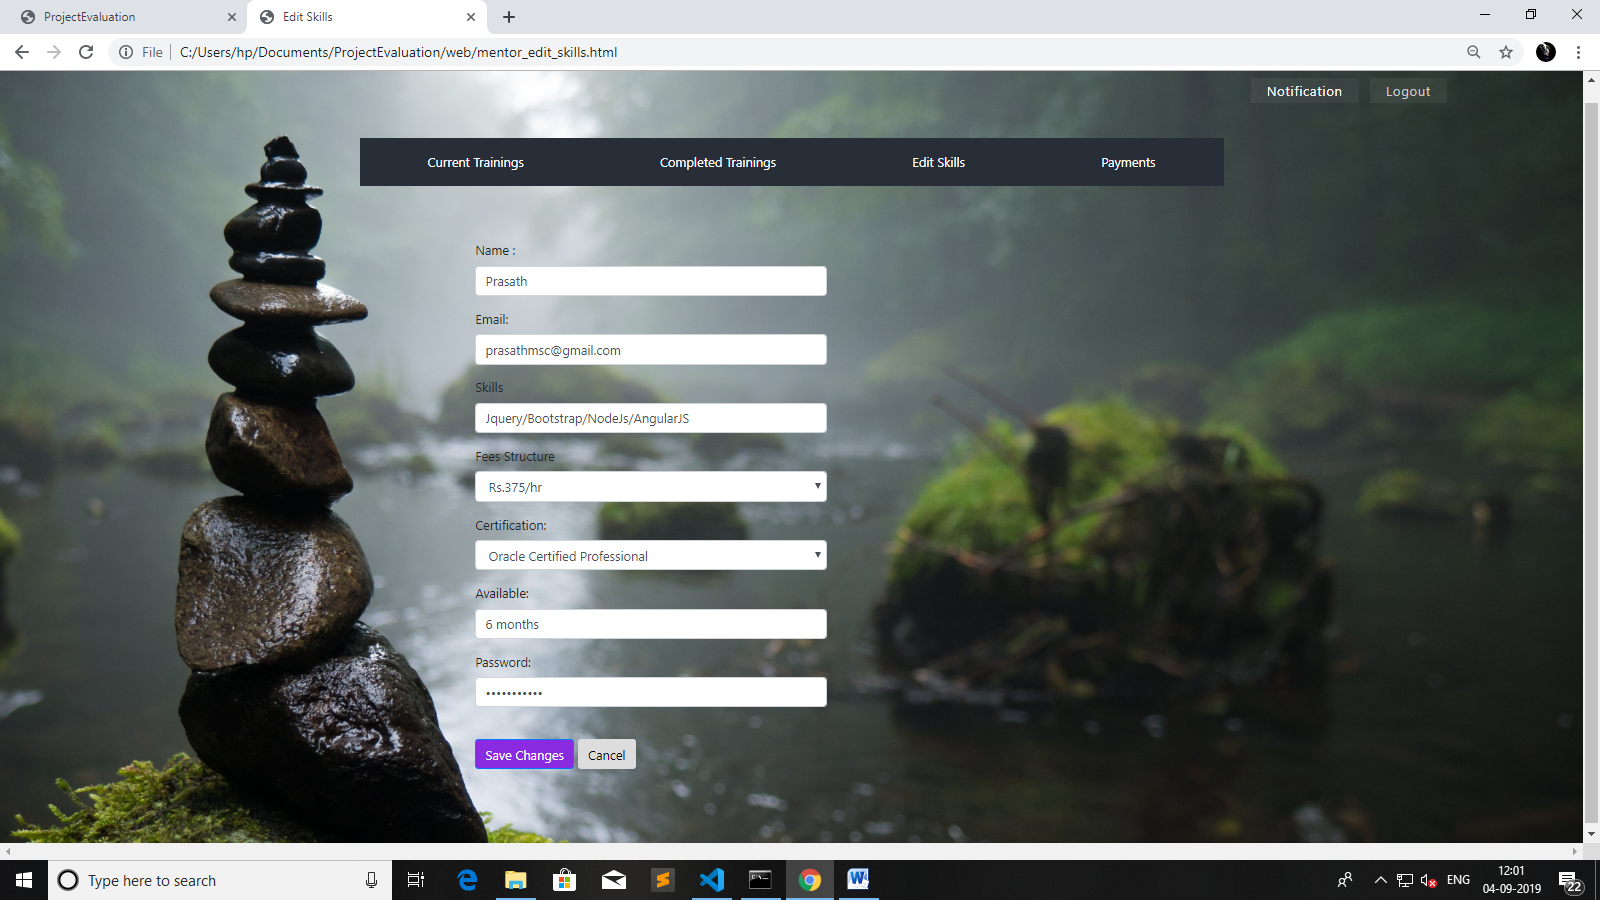 ProjectEvaluation
Edit Skills
File
C:/Users/hp/Documents/ProjectEvaluation/web/mentor_edit_skills.html
Notification
Logout
Current Trainings
Completed Trainings
Edit Skills
Payments
Name :
Prasath
Email:
prasathmsc@gmail.com
Skills
Jquery/Bootstrap/NodeJs/AngularJS
Fees Structure
Rs.375/hr
Certification:
Oracle Certified Professional
Available:
6 months
Password:
•••••••••••
Save Changes
Cancel
Type here to search
ENG
12:01
04-09-2019
22